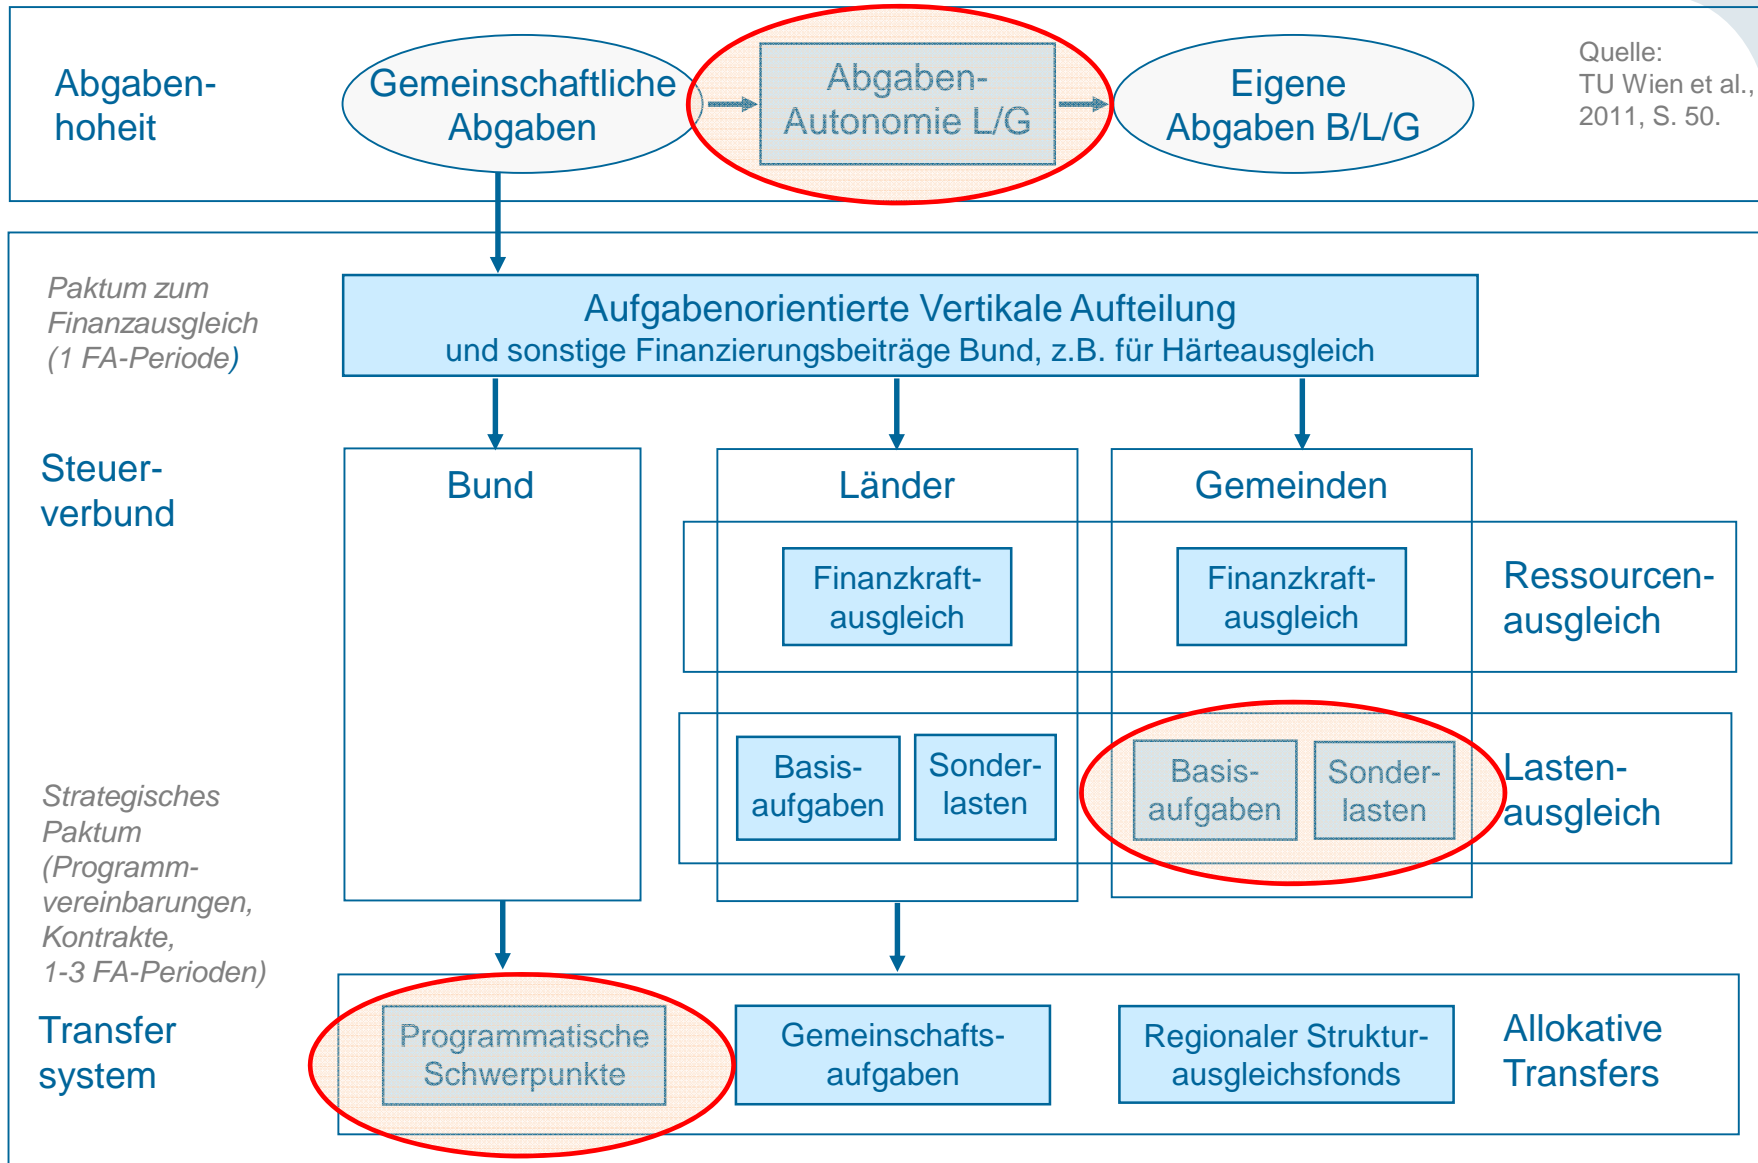 Abgaben-
hoheit
Gemeinschaftliche
Abgaben
Abgaben-
Autonomie L/G
Eigene
Abgaben B/L/G
Quelle:
TU Wien et al.,
2011, S. 50.
Paktum zum
Finanzausgleich
(1 FA-Periode)
Aufgabenorientierte Vertikale Aufteilung
und sonstige Finanzierungsbeiträge Bund, z.B. für Härteausgleich
Steuer-
verbund
Bund
Länder
Gemeinden
Finanzkraft-
ausgleich
Finanzkraft-
ausgleich
Ressourcen-
ausgleich
Basis-
aufgaben
Sonder-
lasten
Basis-
aufgaben
Sonder-
lasten
Lasten-
ausgleich
Strategisches
Paktum
(Programm-
vereinbarungen,
Kontrakte,
1-3 FA-Perioden)
Transfer
system
Programmatische
Schwerpunkte
Gemeinschafts-
aufgaben
Regionaler Struktur-
ausgleichsfonds
Allokative
Transfers